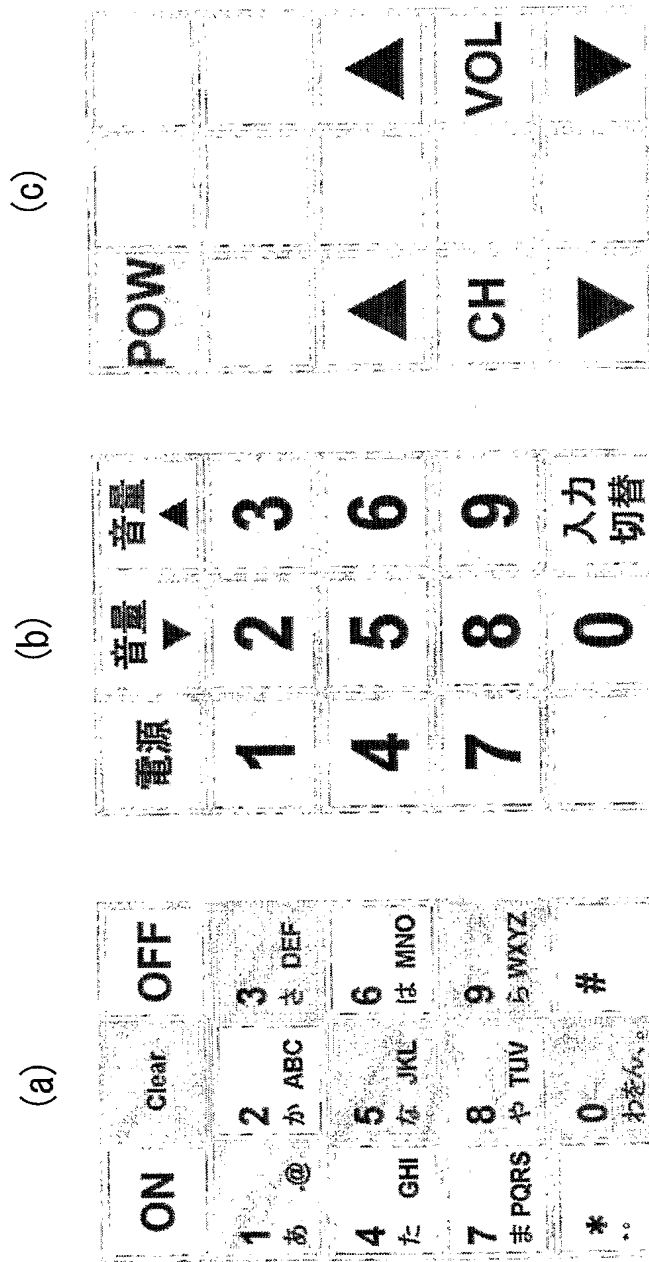 (a)
ON Clear OFF
1 2 3
あ .@ か ABC さ DEF
4 5 6
た GHI な JKL は MNO
7 8 9
ま PQRS や TUV ら WXYZ
* 0 #
わをん、。
(b)
電源 音量 音量
▼ ▲
1 2 3
4 5 6
7 8 9
0 入力
切替
(c)
POW
▲ ▲
CH VOL
▼ ▼